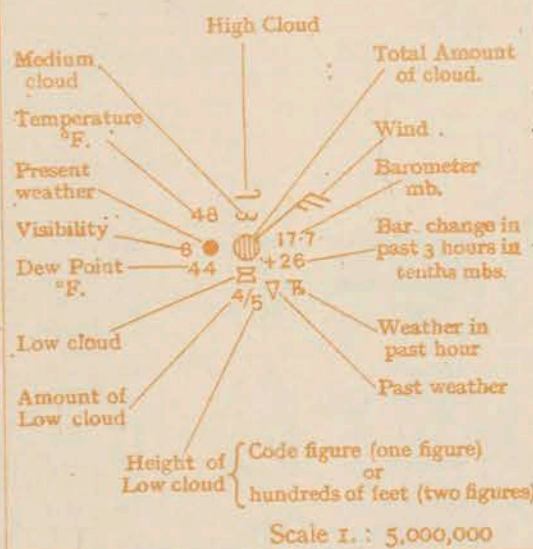 High Cloud
Medium cloud
Total Amount of cloud.
Temperature °F.
Wind .
Present weather
Barometer mb.
48
Visibility
6
17·7
Bar. change in past 3 hours in tenths mbs.
+26
Dew Point °F.
44
4/5
Low cloud
Weather in past hour
Amount of Low cloud
Past weather
Height of Low cloud
Code figure (one figure)
or
hundreds of feet (two figures)
Scale 1. : 5,000,000